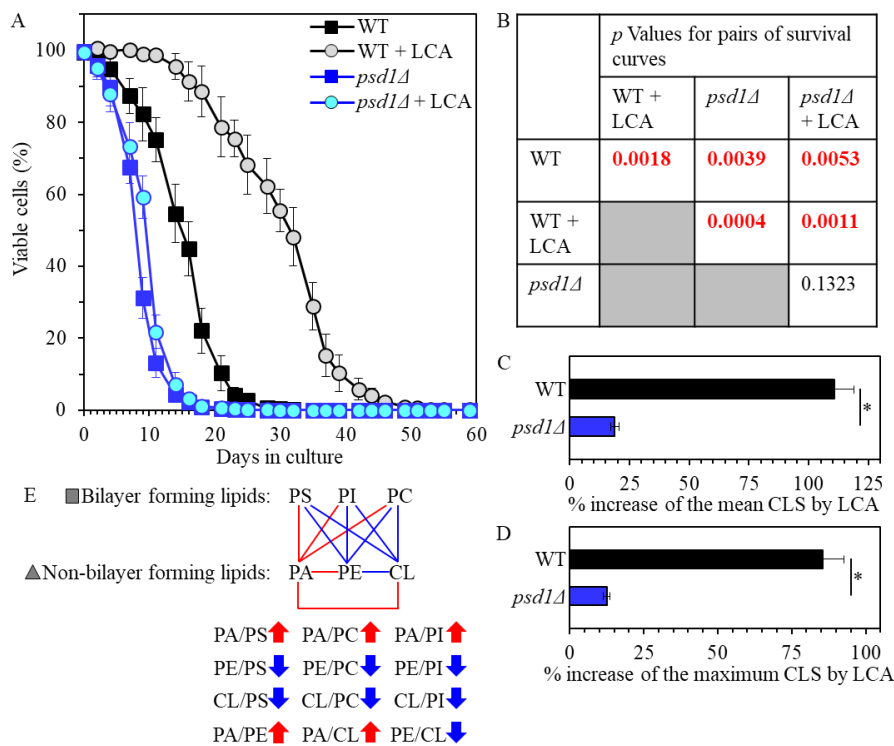 A
WT
WT + LCA
psd1Δ
psd1Δ + LCA
Viable cells (%)
100
80
60
40
20
0
0 10 20 30 40 50 60
Days in culture
B
p Values for pairs of survival
curves
WT +
LCA
psd1Δ
psd1Δ
+ LCA
WT 0.0018 0.0039 0.0053
WT +
LCA
0.0004 0.0011
psd1Δ 0.1323
C
WT
psd1Δ
*
0 25 50 75 100 125
% increase of the mean CLS by LCA
D
WT
psd1Δ
*
0 25 50 75 100
% increase of the maximum CLS by LCA
E
Bilayer forming lipids: PS PI PC
Non-bilayer forming lipids: PA PE CL
PA/PS PA/PC PA/PI
PE/PS PE/PC PE/PI
CL/PS CL/PC CL/PI
PA/PE PA/CL PE/CL